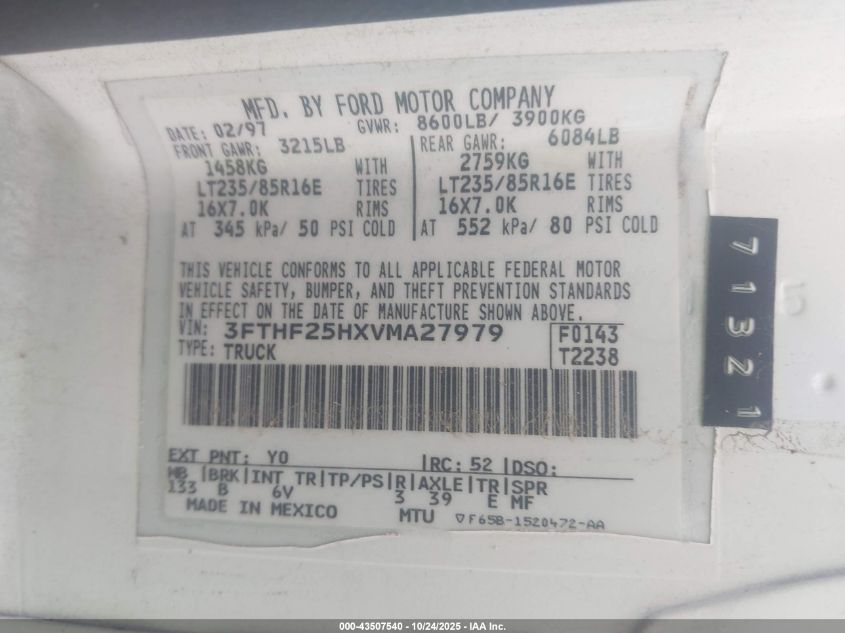 MFD. BY FORD MOTOR COMPANY
DATE: 02/97 GVWR: 8600LB/ 3900KG
FRONT GAWR: 3215LB REAR GAWR: 6084LB
1458KG WITH 2759KG WITH
LT235/85R16E TIRES LT235/85R16E TIRES
16X7.0K RIMS 16X7.0K RIMS
AT 345 kPa/ 50 PSI COLD AT 552 kPa/ 80 PSI COLD
THIS VEHICLE CONFORMS TO ALL APPLICABLE FEDERAL MOTOR
VEHICLE SAFETY, BUMPER, AND THEFT PREVENTION STANDARDS
IN EFFECT ON THE DATE OF MANUFACTURE SHOWN ABOVE.
VIN: 3FTHF25HXVMA27979 F0143
TYPE: TRUCK T2238
EXT PNT: YO RC: 52 DSO:
WB BRK INT TR TP/PS R AXLE TR SPR
133 B 6V 3 39 E MF
MADE IN MEXICO MTU F65B-1520472-AA
71321
000-43507540 - 10/24/2025 - IAA Inc.